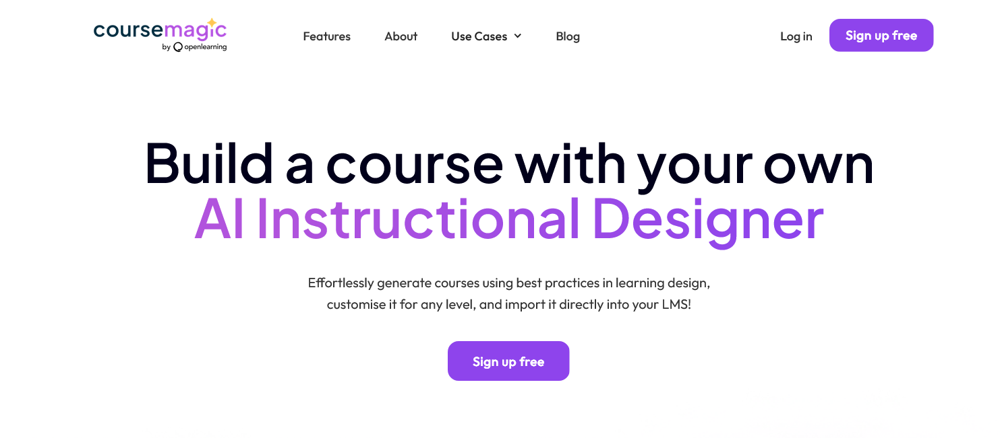 coursemagic
by openlearning
Features
About
Use Cases
Blog
Log in
Sign up free
Build a course with your own
AI Instructional Designer
Effortlessly generate courses using best practices in learning design,
customise it for any level, and import it directly into your LMS!
Sign up free